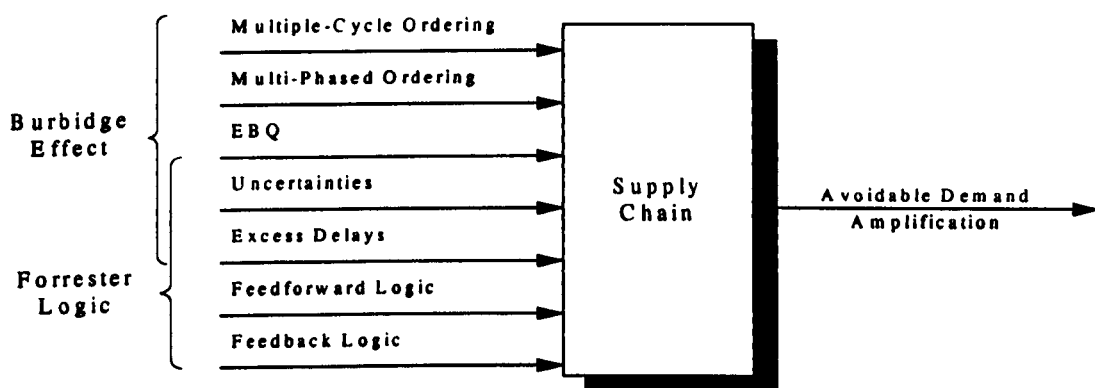 Multiple-Cycle Ordering
Multi-Phased Ordering
Burbidge
Effect
EBQ
Uncertainties
Excess Delays
Forrester
Logic
Feedforward Logic
Feedback Logic
Supply
Chain
Avoidable Demand
Amplification